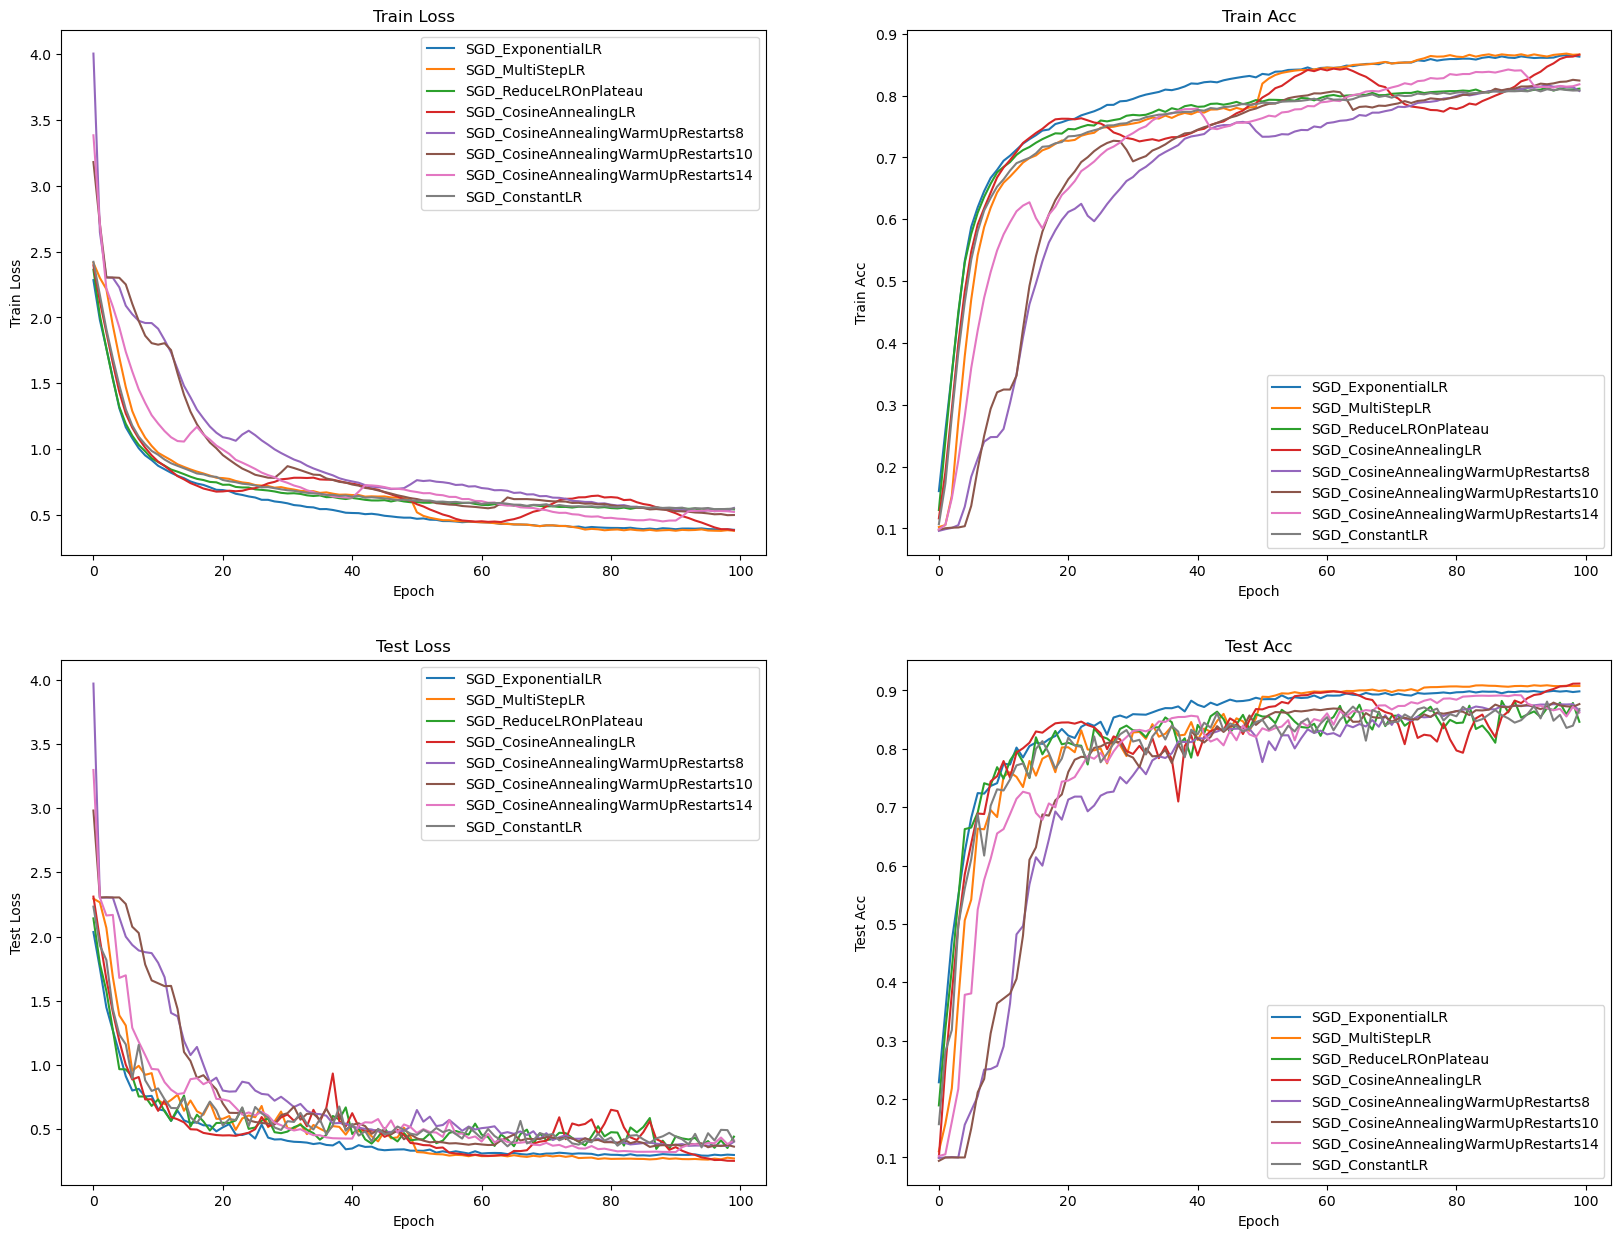 Train Loss
Train Loss
4.0
3.5
3.0
2.5
2.0
1.5
1.0
0.5
0
20
40
60
80
100
Epoch
SGD_ExponentialLR
SGD_MultiStepLR
SGD_ReduceLROnPlateau
SGD_CosineAnnealingLR
SGD_CosineAnnealingWarmUpRestarts8
SGD_CosineAnnealingWarmUpRestarts10
SGD_CosineAnnealingWarmUpRestarts14
SGD_ConstantLR
Train Acc
Train Acc
0.9
0.8
0.7
0.6
0.5
0.4
0.3
0.2
0.1
0
20
40
60
80
100
Epoch
SGD_ExponentialLR
SGD_MultiStepLR
SGD_ReduceLROnPlateau
SGD_CosineAnnealingLR
SGD_CosineAnnealingWarmUpRestarts8
SGD_CosineAnnealingWarmUpRestarts10
SGD_CosineAnnealingWarmUpRestarts14
SGD_ConstantLR
Test Loss
Test Loss
4.0
3.5
3.0
2.5
2.0
1.5
1.0
0.5
0
20
40
60
80
100
Epoch
SGD_ExponentialLR
SGD_MultiStepLR
SGD_ReduceLROnPlateau
SGD_CosineAnnealingLR
SGD_CosineAnnealingWarmUpRestarts8
SGD_CosineAnnealingWarmUpRestarts10
SGD_CosineAnnealingWarmUpRestarts14
SGD_ConstantLR
Test Acc
Test Acc
0.9
0.8
0.7
0.6
0.5
0.4
0.3
0.2
0.1
0
20
40
60
80
100
Epoch
SGD_ExponentialLR
SGD_MultiStepLR
SGD_ReduceLROnPlateau
SGD_CosineAnnealingLR
SGD_CosineAnnealingWarmUpRestarts8
SGD_CosineAnnealingWarmUpRestarts10
SGD_CosineAnnealingWarmUpRestarts14
SGD_ConstantLR